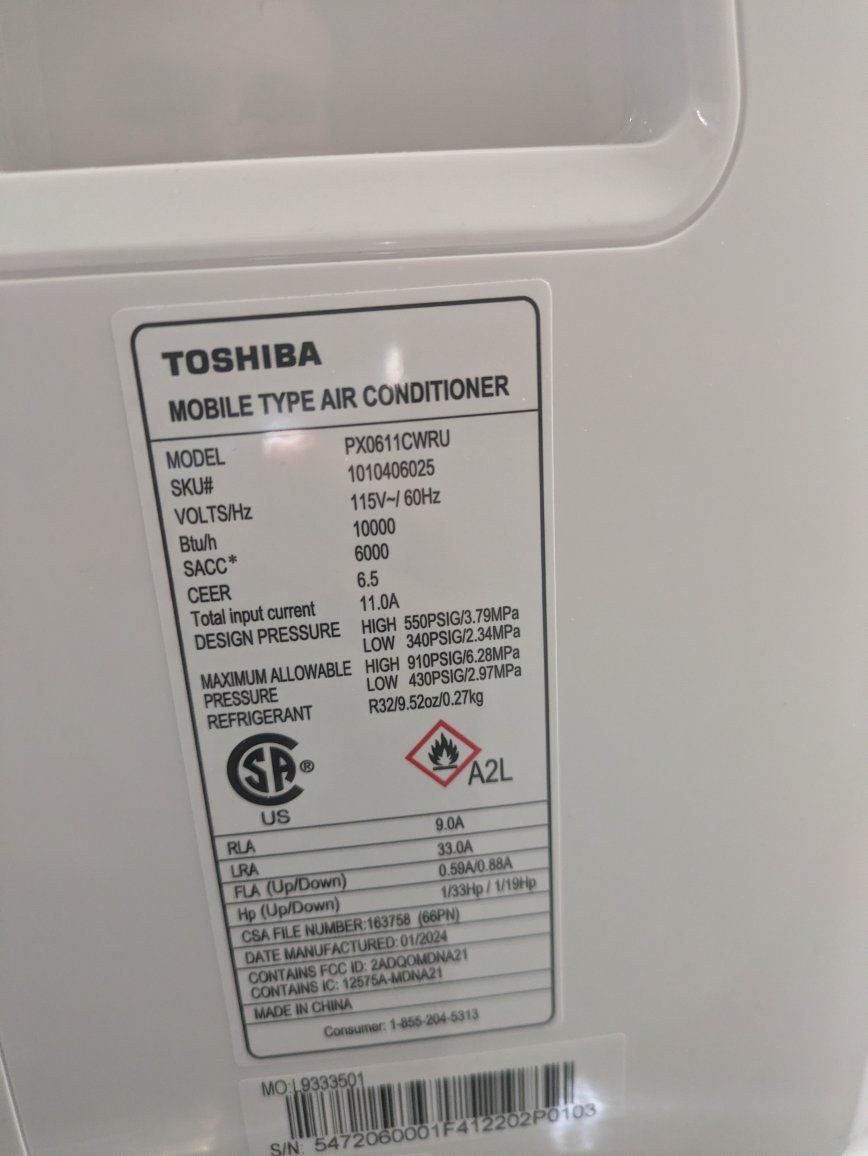 TOSHIBA
MOBILE TYPE AIR CONDITIONER
MODEL PX0611CWRU
SKU# 1010406025
VOLTS/Hz 115V~/ 60Hz
Btu/h 10000
SACC* 6000
CEER 6.5
Total input current 11.0A
DESIGN PRESSURE HIGH 550PSIG/3.79MPa
LOW 340PSIG/2.34MPa
MAXIMUM ALLOWABLE PRESSURE HIGH 910PSIG/6.28MPa
LOW 430PSIG/2.97MPa
REFRIGERANT R32/9.52oz/0.27kg
SA ®
US
A2L
RLA 9.0A
LRA 33.0A
FLA (Up/Down) 0.59A/0.88A
Hp (Up/Down) 1/33Hp / 1/19Hp
CSA FILE NUMBER:163758 (66PN)
DATE MANUFACTURED: 01/2024
CONTAINS FCC ID: 2ADQOMDNA21
CONTAINS IC: 12575A-MDNA21
MADE IN CHINA
Consumer: 1-855-204-5313
MO:L9333501
S/N: 5472060001F412202P0103